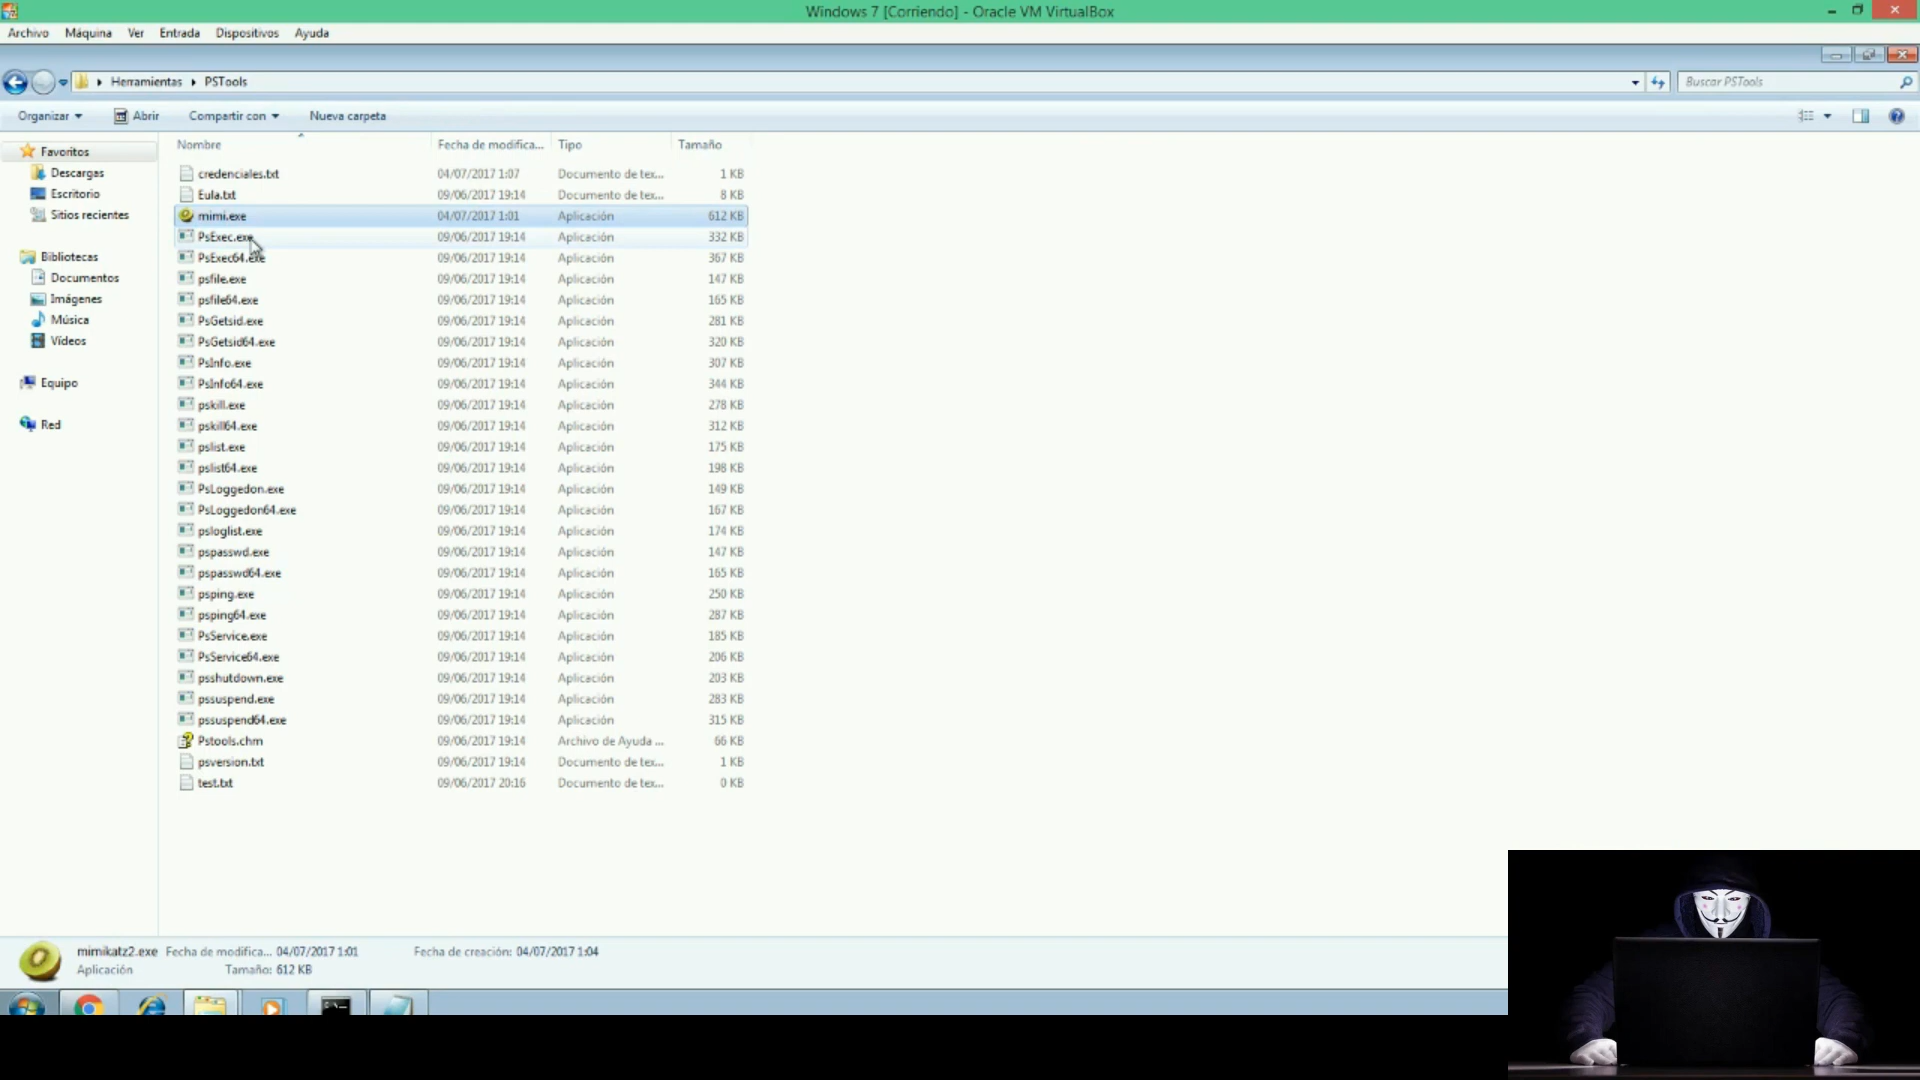 Windows 7 [Corriendo] - Oracle VM VirtualBox
Archivo Máquina Ver Entrada Dispositivos Ayuda
Herramientas PSTools Buscar PSTools
Organizar Abrir Compartir con Nueva carpeta
Nombre Fecha de modifica... Tipo Tamaño
Favoritos
Descargas
Escritorio
Sitios recientes
Bibliotecas
Documentos
Imágenes
Música
Vídeos
Equipo
Red
credenciales.txt 04/07/2017 1:07 Documento de tex... 1 KB
Eula.txt 09/06/2017 19:14 Documento de tex... 8 KB
mimi.exe 04/07/2017 1:01 Aplicación 612 KB
PsExec.exe 09/06/2017 19:14 Aplicación 332 KB
PsExec64.exe 09/06/2017 19:14 Aplicación 367 KB
psfile.exe 09/06/2017 19:14 Aplicación 147 KB
psfile64.exe 09/06/2017 19:14 Aplicación 165 KB
PsGetsid.exe 09/06/2017 19:14 Aplicación 281 KB
PsGetsid64.exe 09/06/2017 19:14 Aplicación 320 KB
PsInfo.exe 09/06/2017 19:14 Aplicación 307 KB
PsInfo64.exe 09/06/2017 19:14 Aplicación 344 KB
pskill.exe 09/06/2017 19:14 Aplicación 278 KB
pskill64.exe 09/06/2017 19:14 Aplicación 312 KB
pslist.exe 09/06/2017 19:14 Aplicación 175 KB
pslist64.exe 09/06/2017 19:14 Aplicación 198 KB
PsLoggedon.exe 09/06/2017 19:14 Aplicación 149 KB
PsLoggedon64.exe 09/06/2017 19:14 Aplicación 167 KB
psloglist.exe 09/06/2017 19:14 Aplicación 174 KB
pspasswd.exe 09/06/2017 19:14 Aplicación 147 KB
pspasswd64.exe 09/06/2017 19:14 Aplicación 165 KB
psping.exe 09/06/2017 19:14 Aplicación 250 KB
psping64.exe 09/06/2017 19:14 Aplicación 287 KB
PsService.exe 09/06/2017 19:14 Aplicación 185 KB
PsService64.exe 09/06/2017 19:14 Aplicación 206 KB
psshutdown.exe 09/06/2017 19:14 Aplicación 203 KB
pssuspend.exe 09/06/2017 19:14 Aplicación 283 KB
pssuspend64.exe 09/06/2017 19:14 Aplicación 315 KB
Pstools.chm 09/06/2017 19:14 Archivo de Ayuda ... 66 KB
psversion.txt 09/06/2017 19:14 Documento de tex... 1 KB
test.txt 09/06/2017 20:16 Documento de tex... 0 KB
mimikatz2.exe Fecha de modifica... 04/07/2017 1:01 Fecha de creación: 04/07/2017 1:04
Aplicación Tamaño: 612 KB